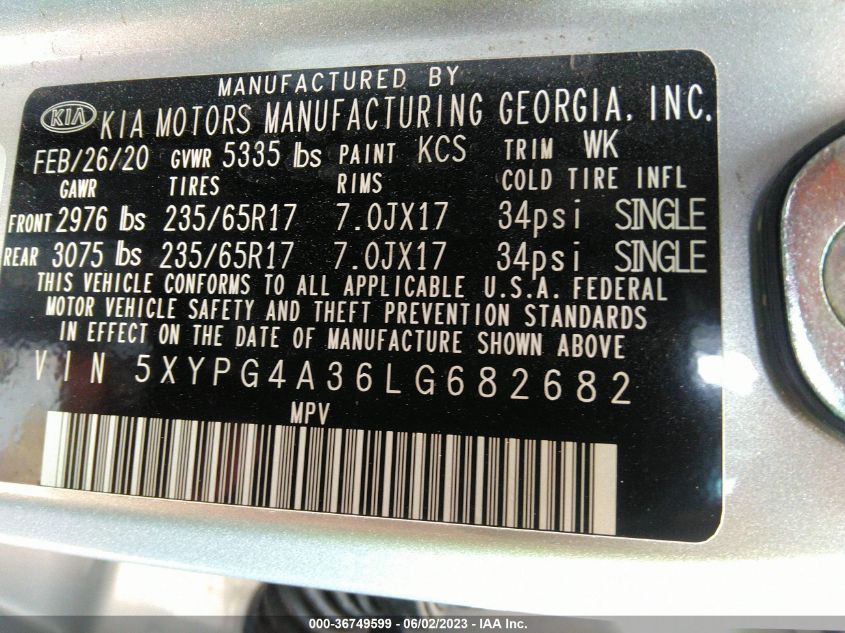 MANUFACTURED BY
KIA KIA MOTORS MANUFACTURING GEORGIA, INC.
FEB/26/20 GVWR 5335 lbs PAINT KCS TRIM WK
GAWR TIRES RIMS COLD TIRE INFL
FRONT 2976 lbs 235/65R17 7.0JX17 34psi SINGLE
REAR 3075 lbs 235/65R17 7.0JX17 34psi SINGLE
THIS VEHICLE CONFORMS TO ALL APPLICABLE U.S.A. FEDERAL
MOTOR VEHICLE SAFETY AND THEFT PREVENTION STANDARDS
IN EFFECT ON THE DATE OF MANUFACTURE SHOWN ABOVE
VIN 5XYPG4A36LG682682
MPV
000-36749599 - 06/02/2023 - IAA Inc.